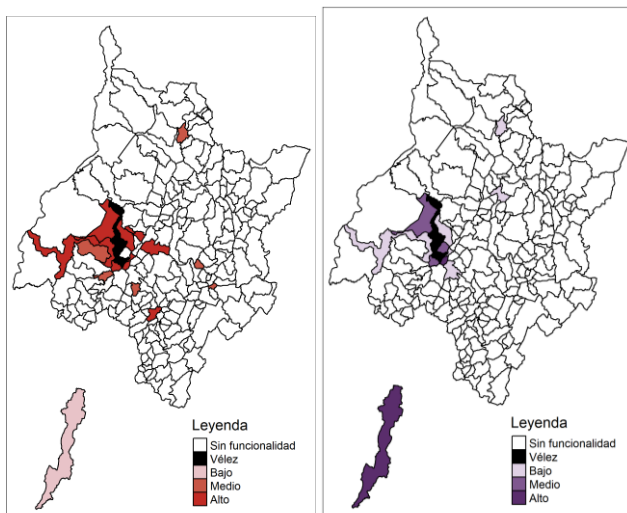 Leyenda
Sin funcionalidad
Vélez
Bajo
Medio
Alto
Leyenda
Sin funcionalidad
Vélez
Bajo
Medio
Alto